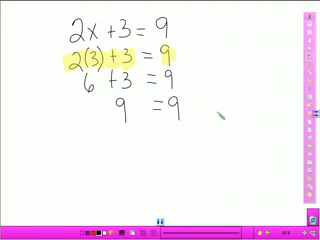 2x + 3 = 9
2(3) + 3 = 9
6 + 3 = 9
9 = 9